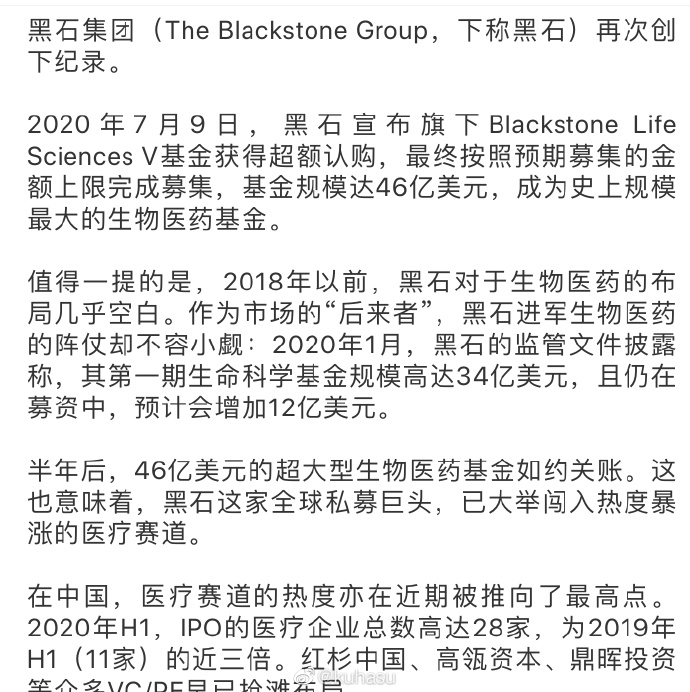 黑石集团（The Blackstone Group，下称黑石）再次创
下纪录。
2020年7月9日，黑石宣布旗下Blackstone Life
Sciences V基金获得超额认购，最终按照预期募集的金
额上限完成募集，基金规模达46亿美元，成为史上规模
最大的生物医药基金。
值得一提的是，2018年以前，黑石对于生物医药的布
局几乎空白。作为市场的“后来者”，黑石进军生物医药
的阵仗却不容小觑：2020年1月，黑石的监管文件披露
称，其第一期生命科学基金规模高达34亿美元，且仍在
募资中，预计会增加12亿美元。
半年后，46亿美元的超大型生物医药基金如约关账。这
也意味着，黑石这家全球私募巨头，已大举闯入热度暴
涨的医疗赛道。
在中国，医疗赛道的热度亦在近期被推向了最高点。
2020年H1，IPO的医疗企业总数高达28家，为2019年
H1（11家）的近三倍。红杉中国、高瓴资本、鼎晖投资
等众多VC/PE早已抢滩布局
@kuhasu